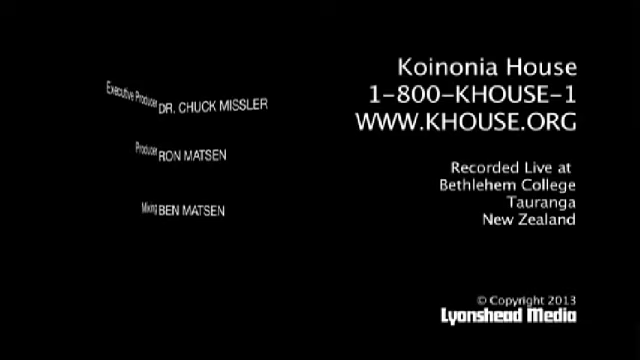 Executive Producer DR. CHUCK MISSLER
Producer RON MATSEN
Mixing BEN MATSEN
Koinonia House
1-800-KHOUSE-1
WWW.KHOUSE.ORG
Recorded Live at
Bethlehem College
Tauranga
New Zealand
© Copyright 2013
Lyonshead Media